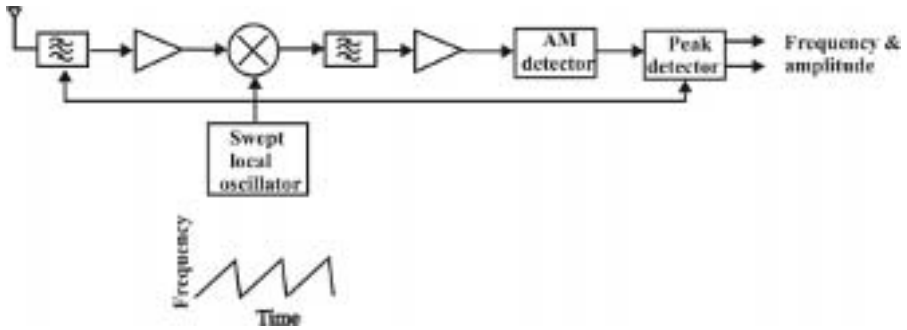 AM
detector
Peak
detector
Frequency &
amplitude
Swept
local
oscillator
Frequency
Time